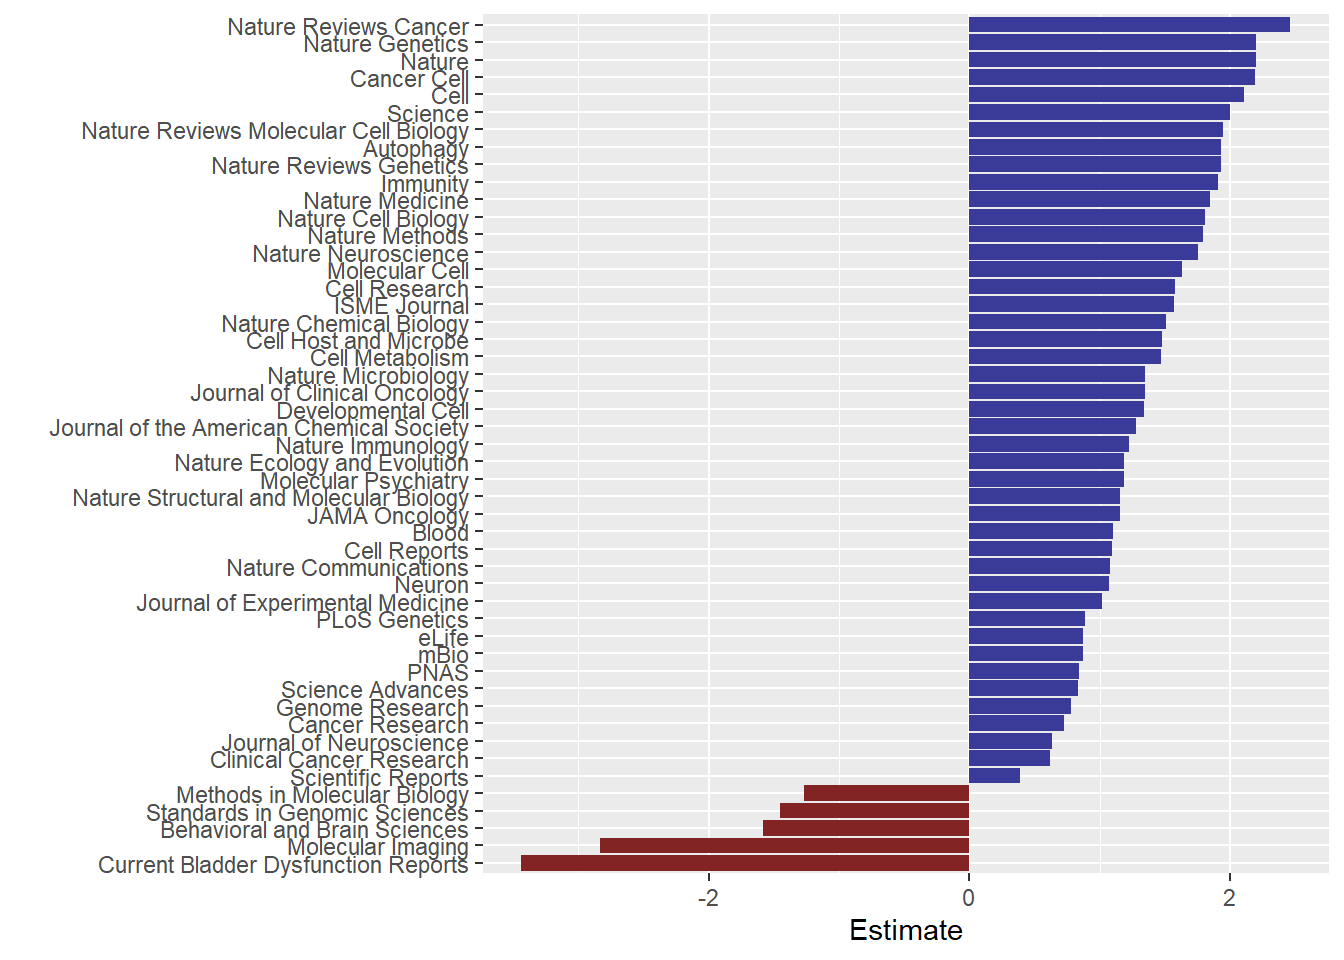 Nature Reviews Cancer
Nature Genetics
Nature
Cancer Cell
Cell
Science
Nature Reviews Molecular Cell Biology
Autophagy
Nature Reviews Genetics
Immunity
Nature Medicine
Nature Cell Biology
Nature Methods
Nature Neuroscience
Molecular Cell
Cell Research
ISME Journal
Nature Chemical Biology
Cell Host and Microbe
Cell Metabolism
Nature Microbiology
Journal of Clinical Oncology
Developmental Cell
Journal of the American Chemical Society
Nature Immunology
Nature Ecology and Evolution
Molecular Psychiatry
Nature Structural and Molecular Biology
JAMA Oncology
Blood
Cell Reports
Nature Communications
Neuron
Journal of Experimental Medicine
PLoS Genetics
eLife
mBio
PNAS
Science Advances
Genome Research
Cancer Research
Journal of Neuroscience
Clinical Cancer Research
Scientific Reports
Methods in Molecular Biology
Standards in Genomic Sciences
Behavioral and Brain Sciences
Molecular Imaging
Current Bladder Dysfunction Reports
-2 0 2
Estimate